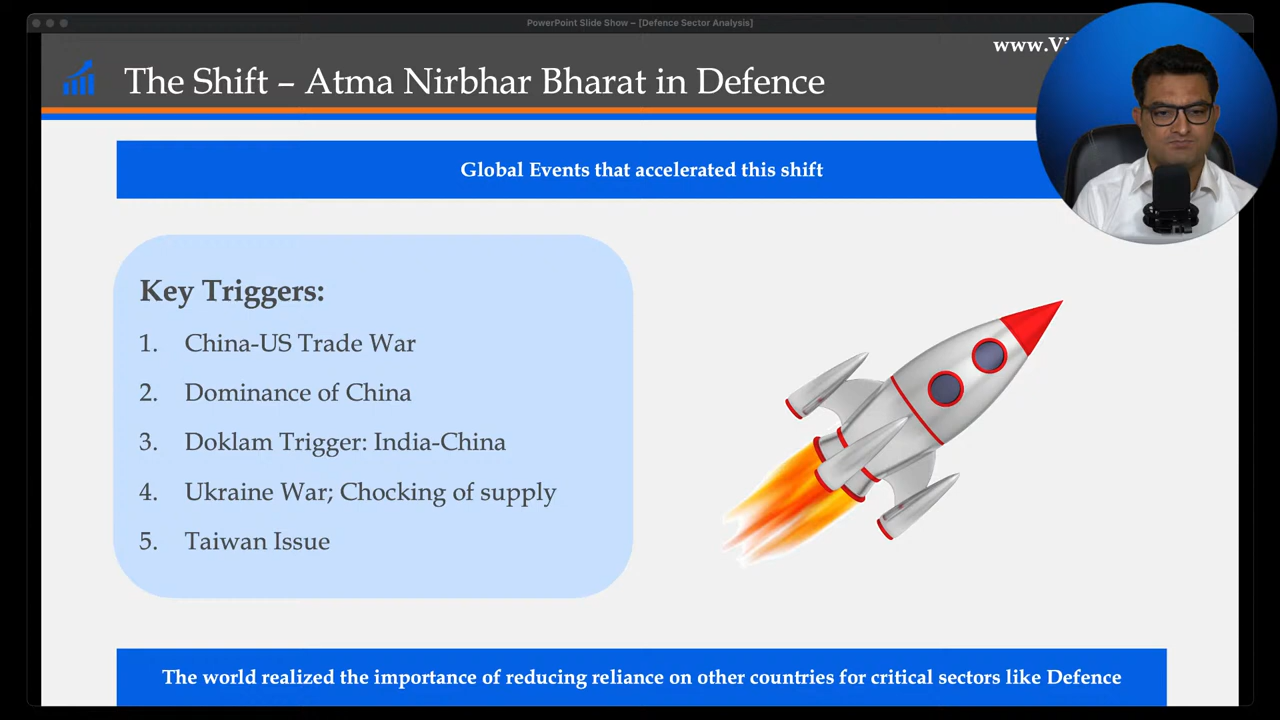 PowerPoint Slide Show – [Defence Sector Analysis]
The Shift – Atma Nirbhar Bharat in Defence
Global Events that accelerated this shift
Key Triggers:
1. China-US Trade War
2. Dominance of China
3. Doklam Trigger: India-China
4. Ukraine War; Chocking of supply
5. Taiwan Issue
The world realized the importance of reducing reliance on other countries for critical sectors like Defence